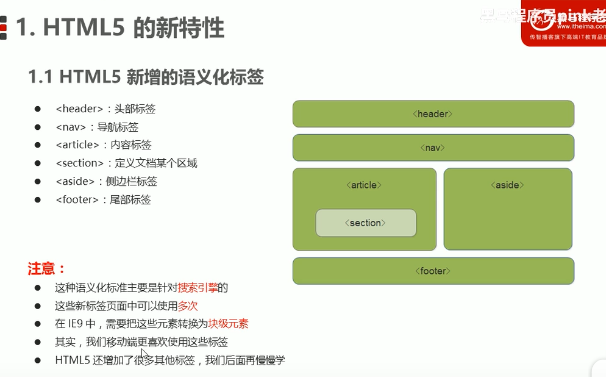 1. HTML5 的新特性
www.itheima.com
传智播客旗下高端IT教育品牌
1.1 HTML5 新增的语义化标签
<header>：头部标签
<nav>：导航标签
<article>：内容标签
<section>：定义文档某个区域
<aside>：侧边栏标签
<footer>：尾部标签
<header>
<nav>
<article>
<aside>
<section>
<footer>
注意：
这种语义化标准主要是针对搜索引擎的
这些新标签页面中可以使用多次
在 IE9 中，需要把这些元素转换为块级元素
其实，我们移动端更喜欢使用这些标签
HTML5 还增加了很多其他标签，我们后面再慢慢学